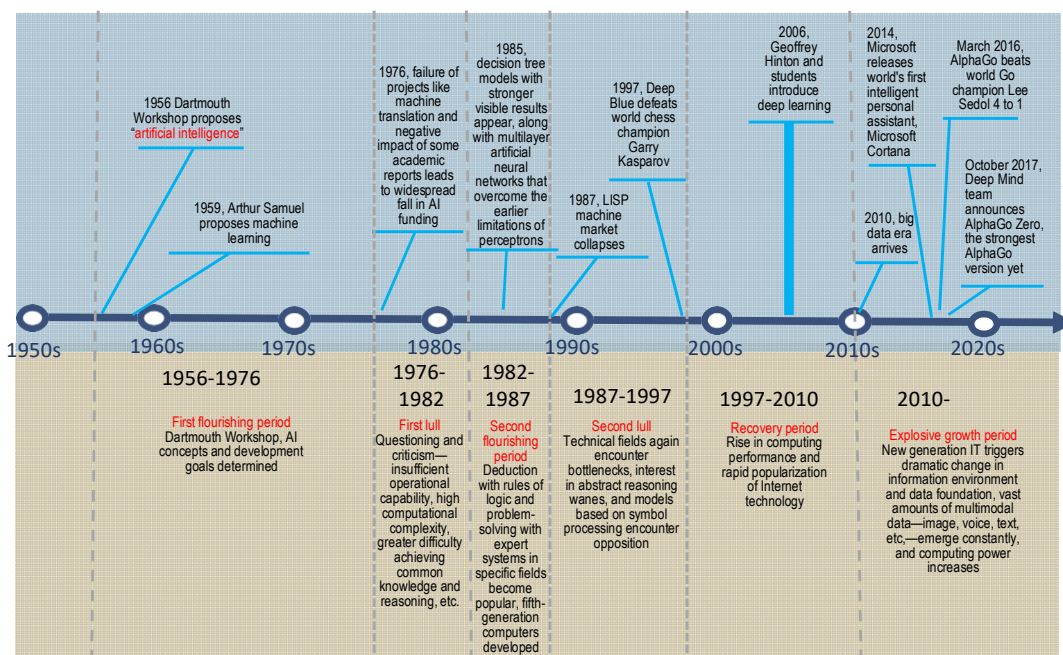 1956 Dartmouth
Workshop proposes
“artificial intelligence”
1959, Arthur Samuel
proposes machine
learning
1976, failure of
projects like
machine
translation and
negative
impact of some
academic
reports leads
to widespread
fall in AI
funding
1985,
decision tree
models with
stronger
visible results
appear, along
with multilayer
artificial
neural
networks that
overcome the
earlier
limitations of
perceptrons
1987, LISP
machine
market
collapses
1997, Deep
Blue defeats
world chess
champion
Garry
Kasparov
2006,
Geoffrey
Hinton and
students
introduce
deep learning
2010, big
data era
arrives
2014,
Microsoft
releases
world's first
intelligent
personal
assistant,
Microsoft
Cortana
March 2016,
AlphaGo beats
world Go
champion Lee
Sedol 4 to 1
October 2017,
Deep Mind
team
announces
AlphaGo Zero,
the strongest
AlphaGo
version yet
1950s
1960s
1970s
1980s
1990s
2000s
2010s
2020s
1956-1976
First flourishing period
Dartmouth Workshop, AI
concepts and development
goals determined
1976-
1982
First lull
Questioning and
criticism—
insufficient
operational
capability, high
computational
complexity,
greater difficulty
achieving
common
knowledge and
reasoning, etc.
1982-
1987
Second
flourishing
period
Deduction
with rules of
logic and
problem-
solving with
expert
systems in
specific fields
become
popular, fifth-
generation
computers
developed
1987-1997
Second lull
Technical fields again
encounter
bottlenecks, interest
in abstract reasoning
wanes, and models
based on symbol
processing encounter
opposition
1997-2010
Recovery period
Rise in computing
performance and
rapid popularization
of Internet
technology
2010-
Explosive growth period
New generation IT triggers
dramatic change in
information environment
and data foundation, vast
amounts of multimodal
data—image, voice, text,
etc,—emerge constantly,
and computing power
increases